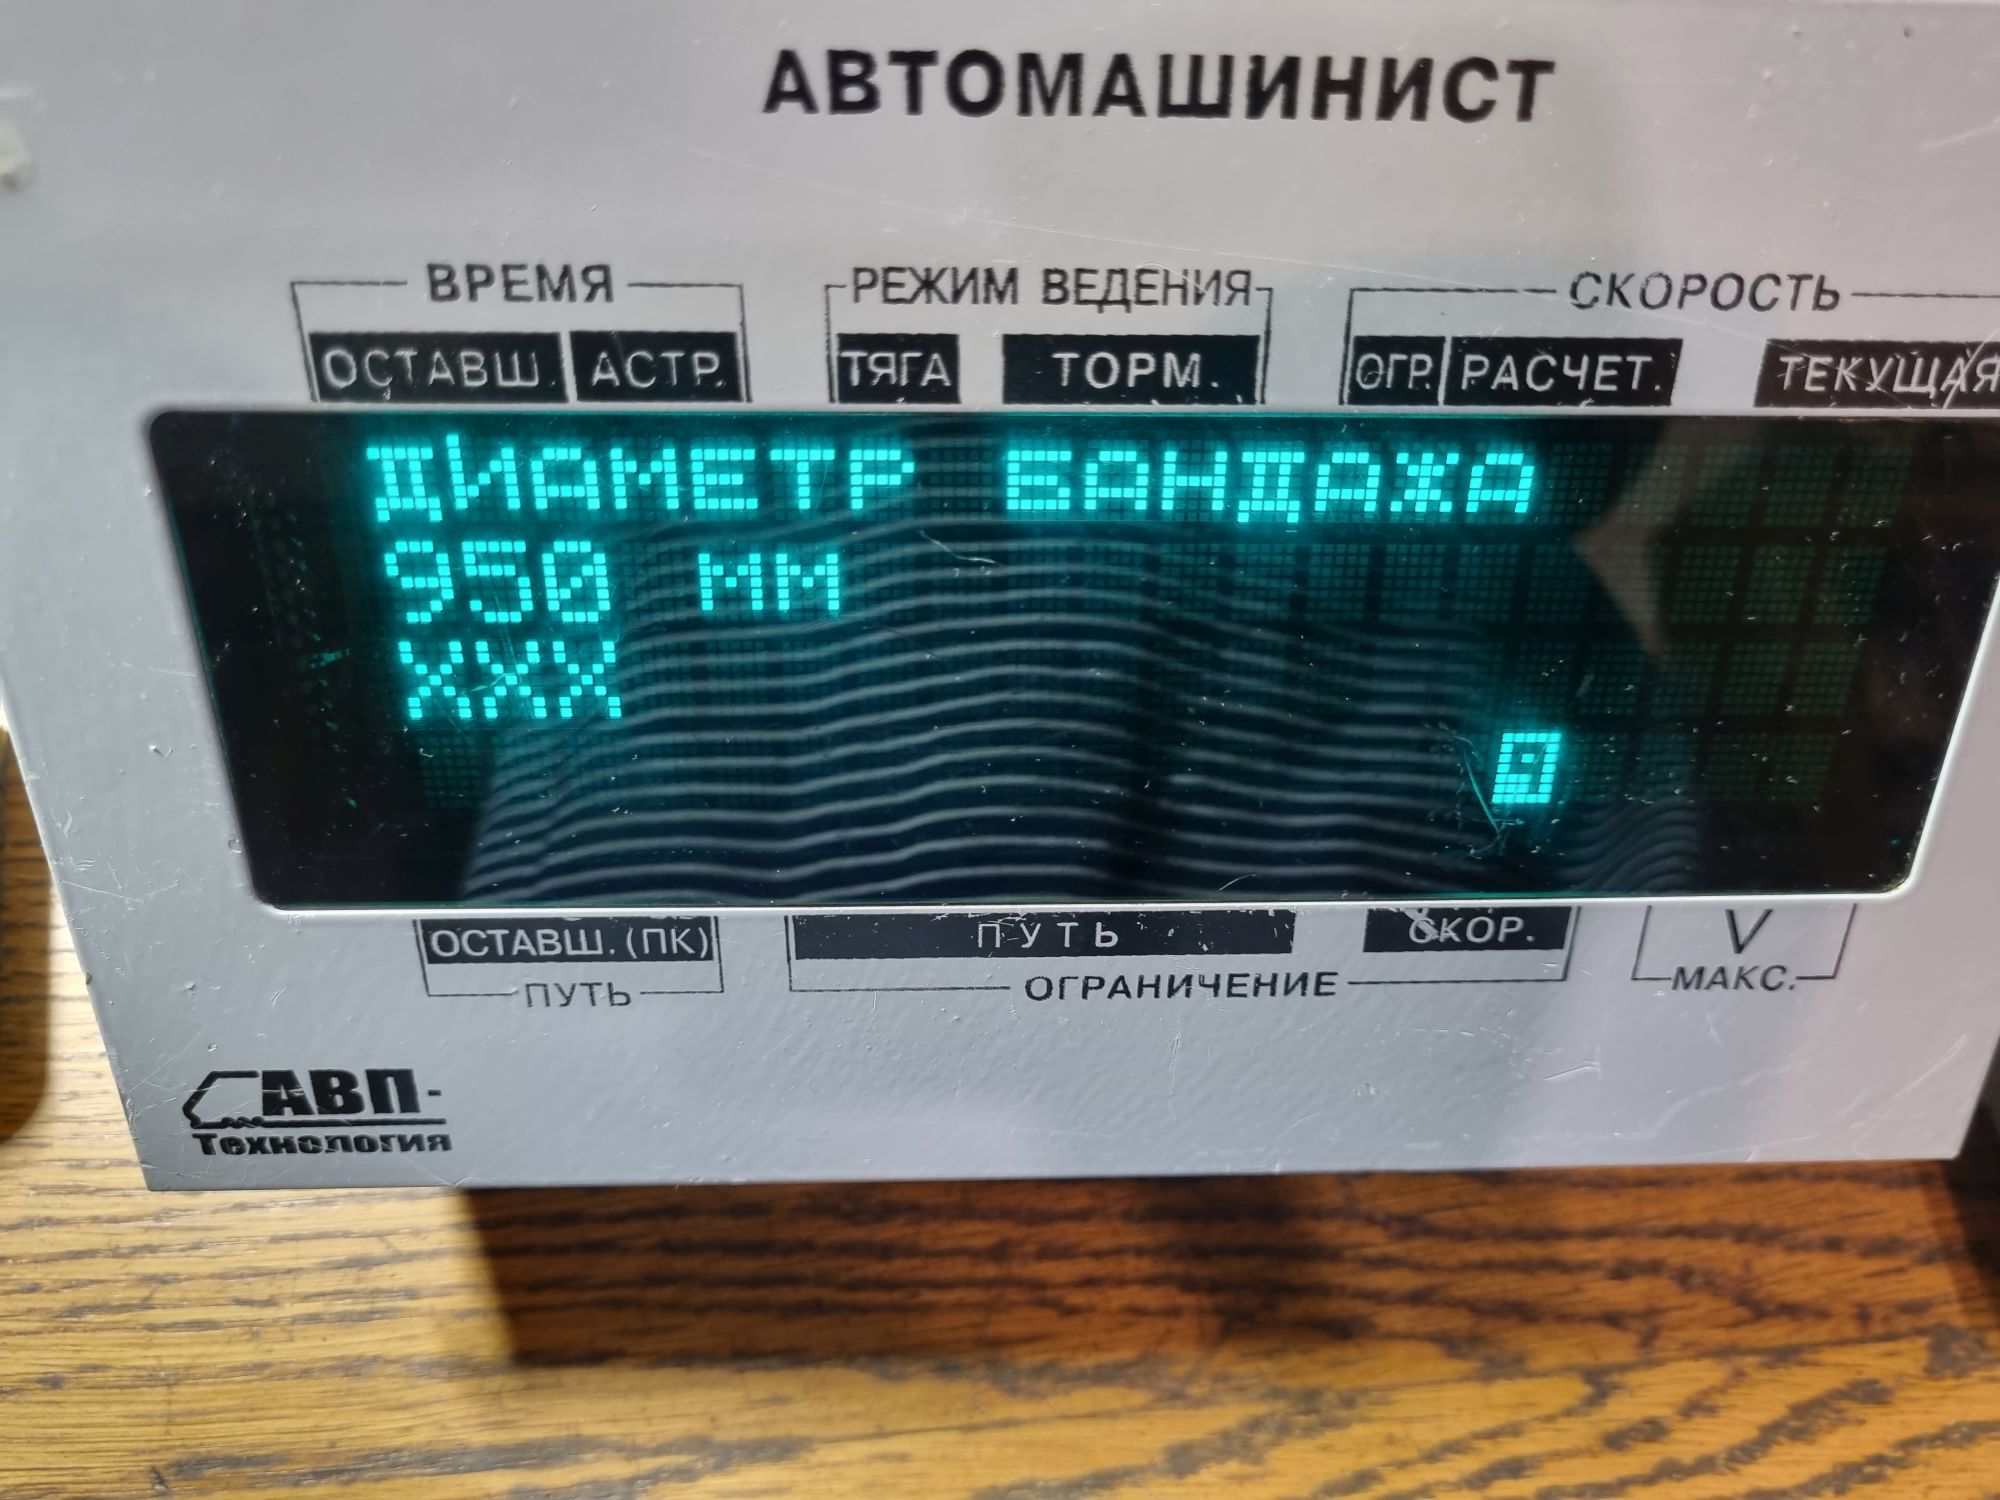 АВТОМАШИНИСТ
ВРЕМЯ РЕЖИМ ВЕДЕНИЯ СКОРОСТЬ
ОСТАВШ. АСТР. ТЯГА ТОРМ. ОГР. РАСЧЕТ. ТЕКУЩАЯ
ДИАМЕТР БАНДАЖА
950 мм
XXX
ОСТАВШ. (ПК) ПУТЬ СКОР. V
ПУТЬ ОГРАНИЧЕНИЕ МАКС.
АВП-
Технология